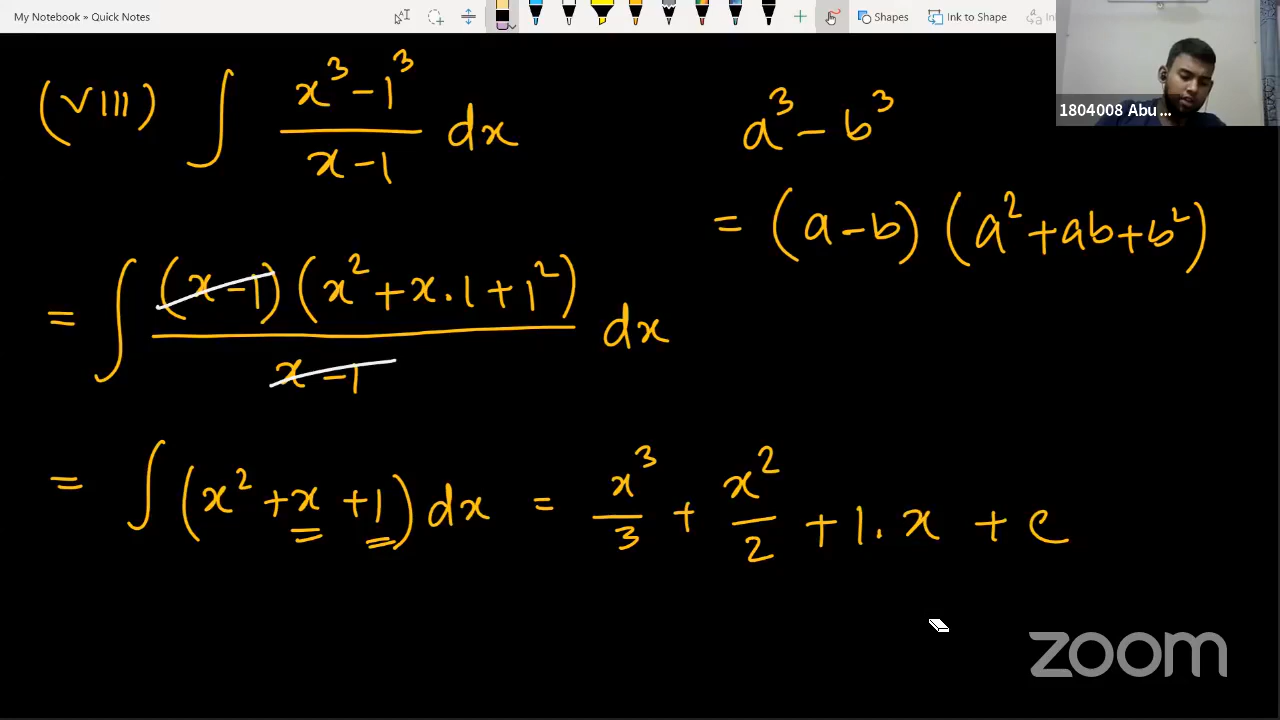 My Notebook » Quick Notes
Shapes
Ink to Shape
1804008 Abu ...
(VIII) ∫ (x³ - 1³)/(x - 1) dx
a³ - b³
= (a - b) (a² + ab + b²)
= ∫ (x - 1) (x² + x . 1 + 1²)/(x - 1) dx
= ∫ (x² + x + 1) dx = x³/3 + x²/2 + 1 . x + c
zoom